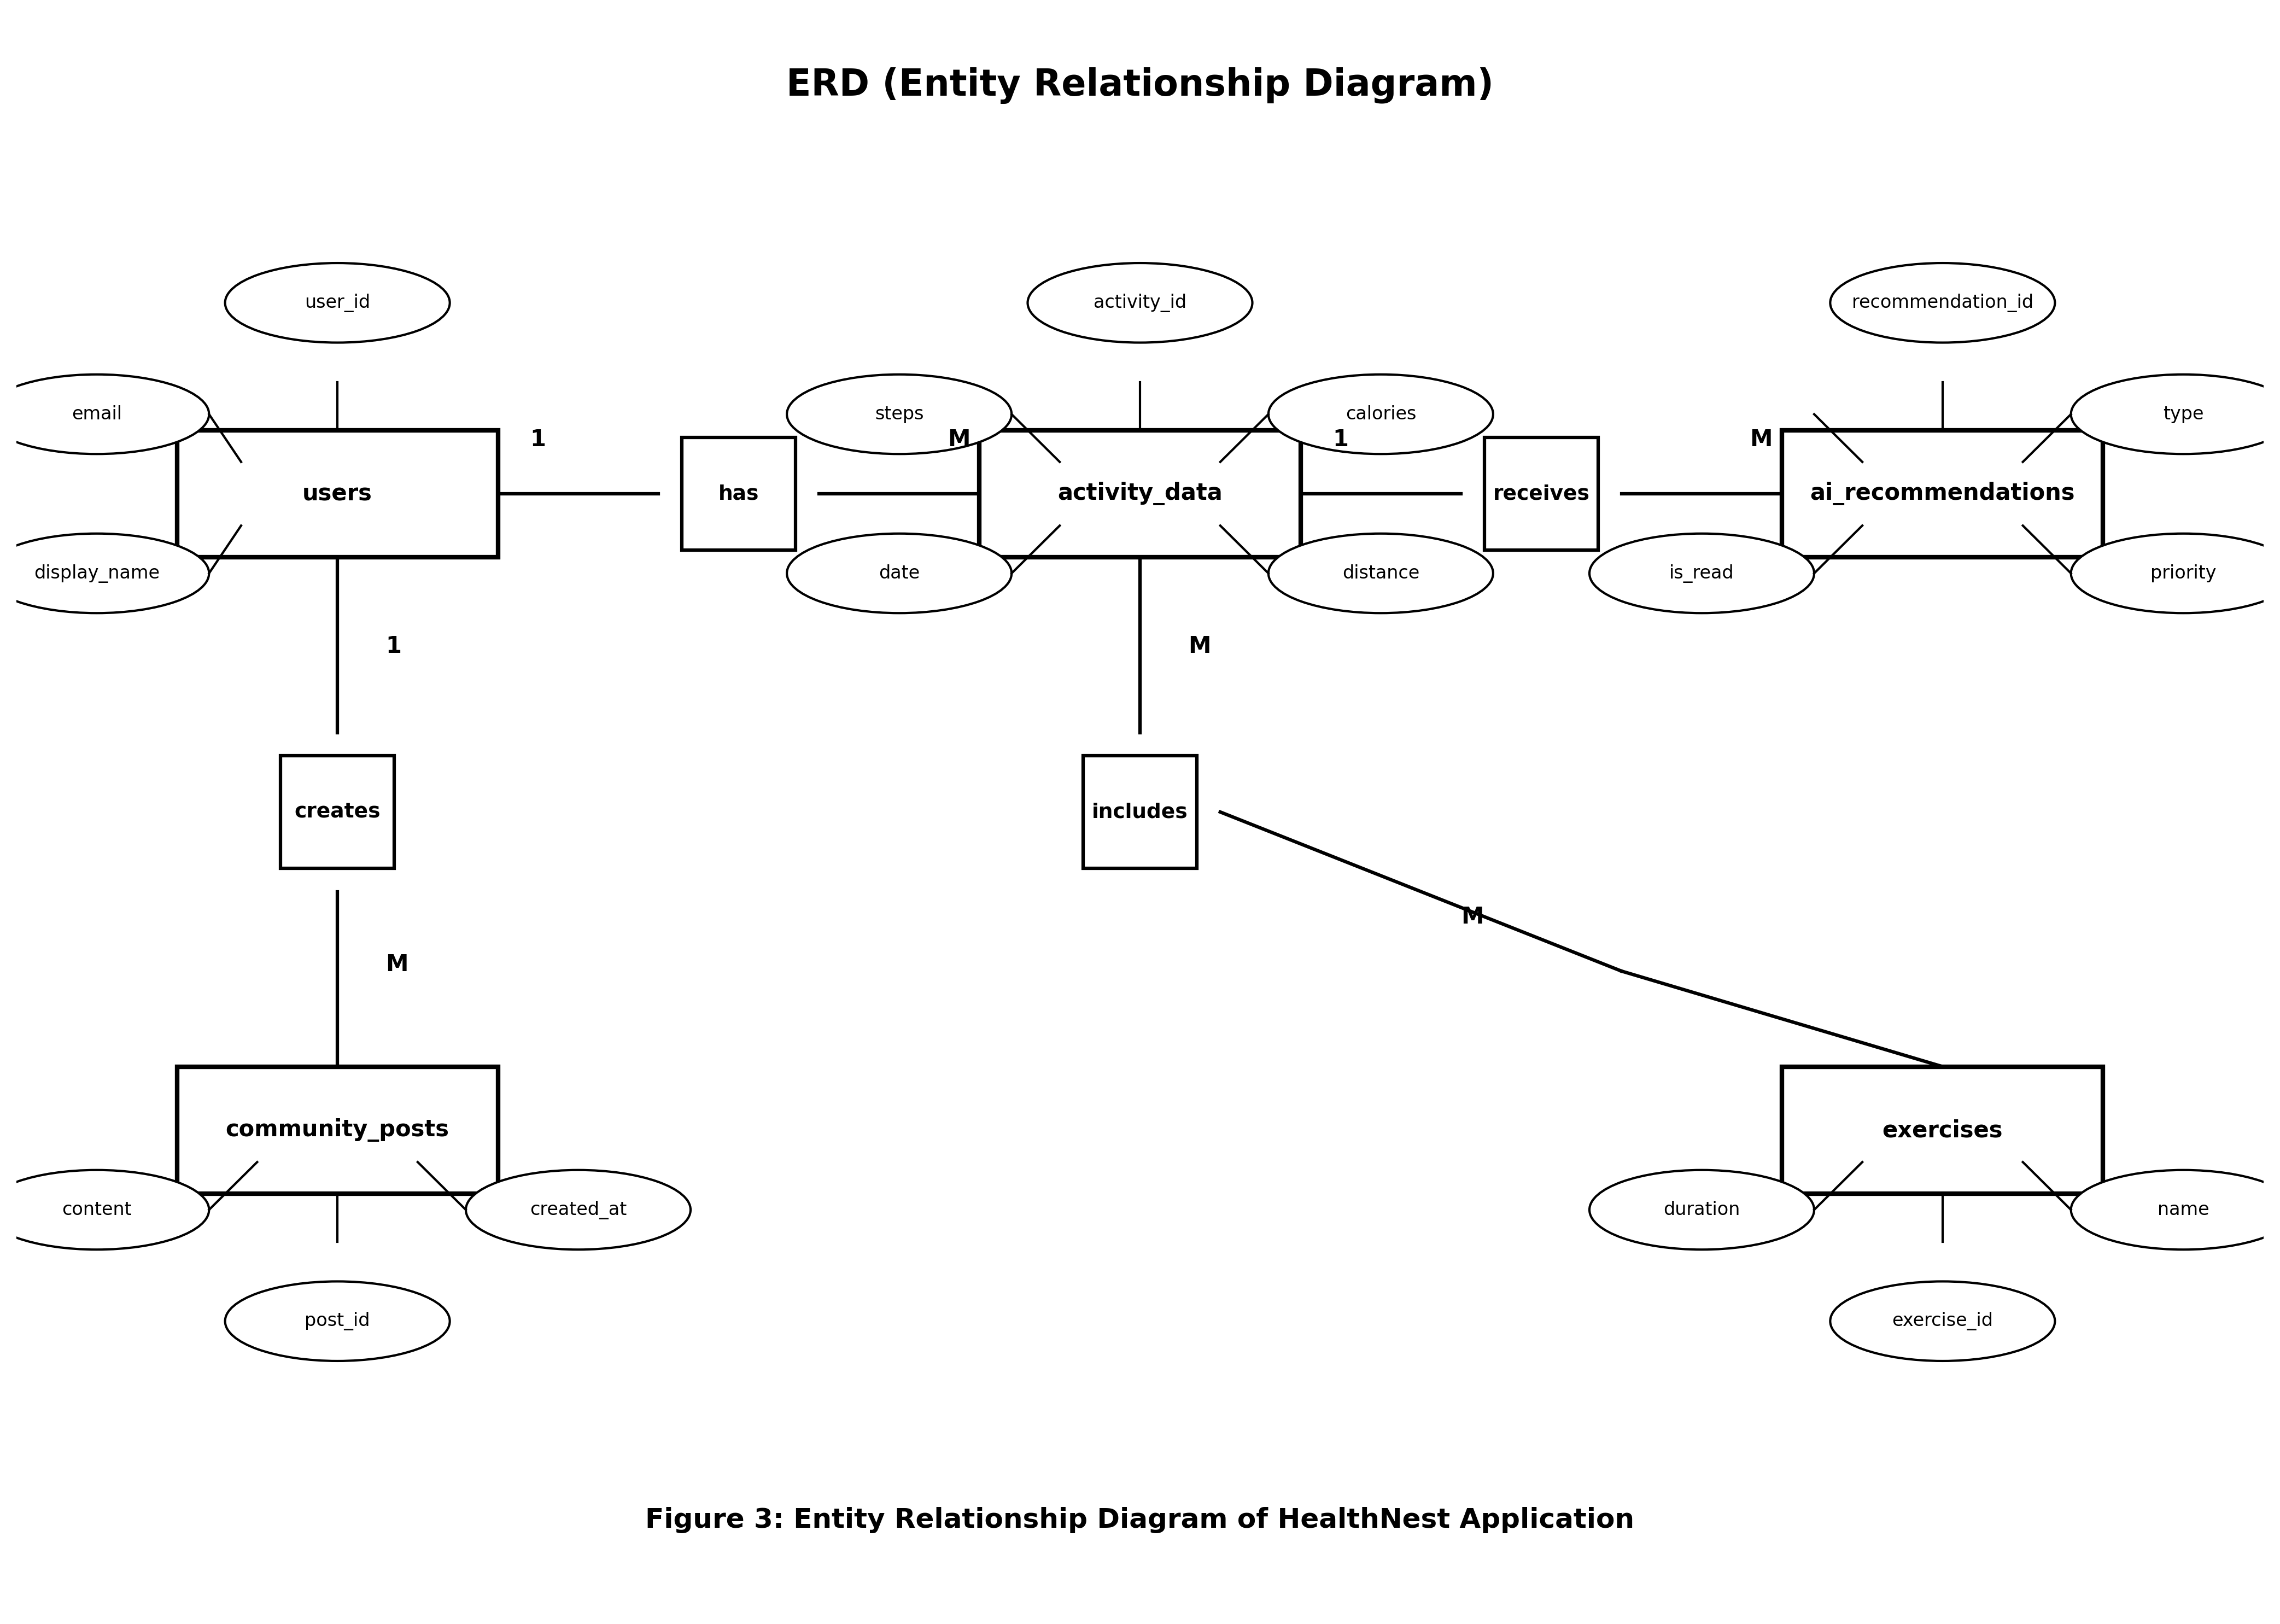 ERD (Entity Relationship Diagram)
user_id
activity_id
recommendation_id
email
steps
calories
type
1
M
1
M
users
has
activity_data
receives
ai_recommendations
display_name
date
distance
is_read
priority
1
M
creates
includes
M
M
community_posts
exercises
content
created_at
duration
name
post_id
exercise_id
Figure 3: Entity Relationship Diagram of HealthNest Application